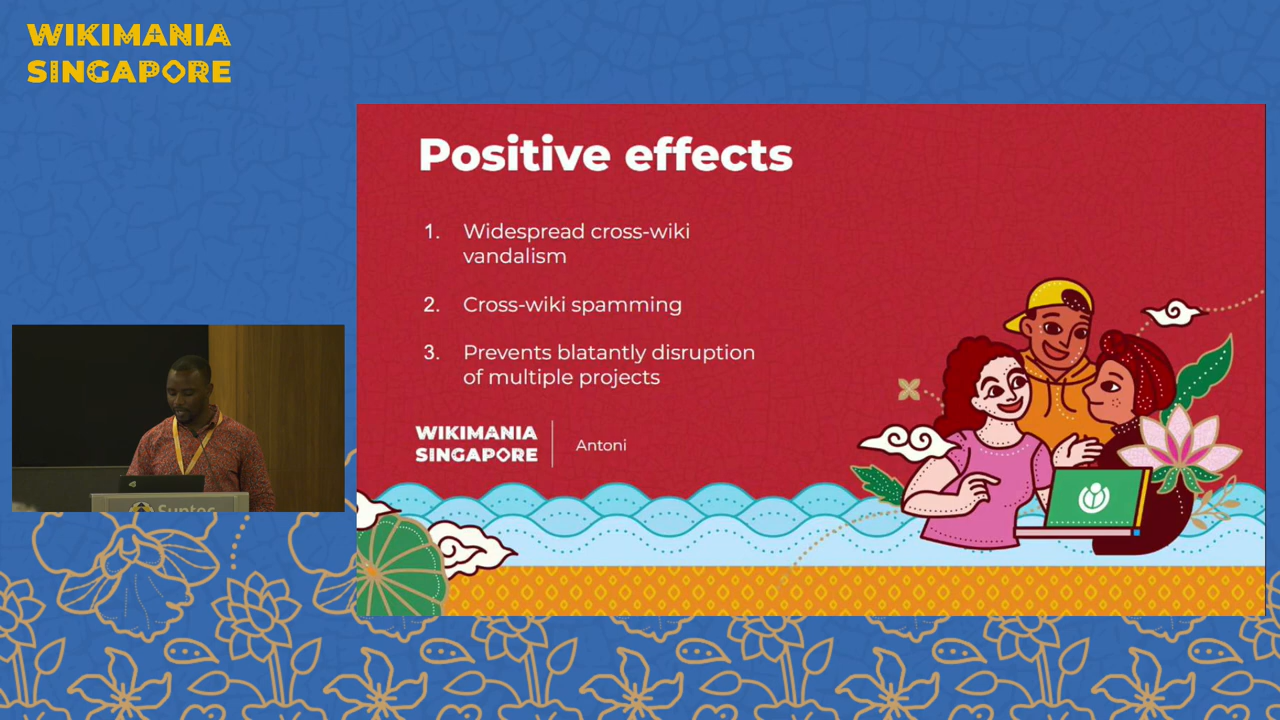 WIKIMANIA
SINGAPORE
Positive effects
1. Widespread cross-wiki
vandalism
2. Cross-wiki spamming
3. Prevents blatantly disruption
of multiple projects
WIKIMANIA
SINGAPORE
Antoni
Suntec